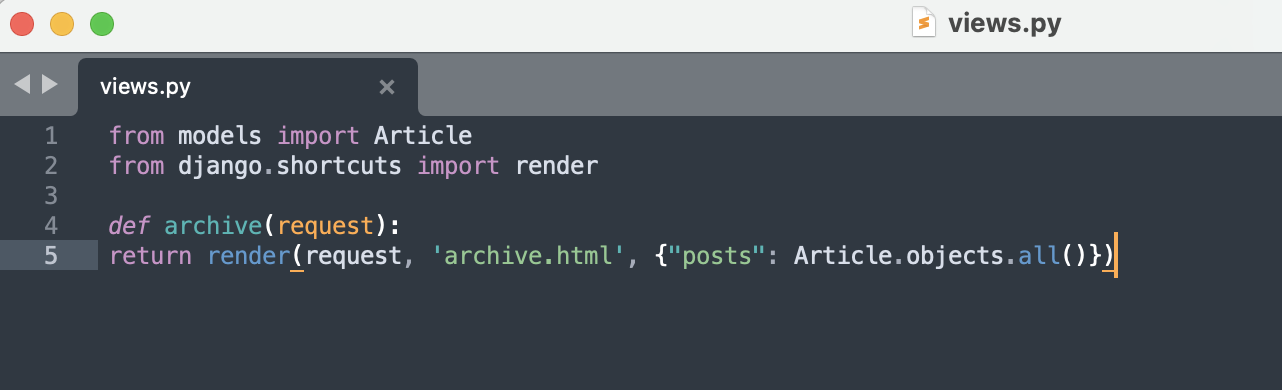 views.py
views.py
1 from models import Article
2 from django.shortcuts import render
3
4 def archive(request):
5 return render(request, 'archive.html', {"posts": Article.objects.all()})